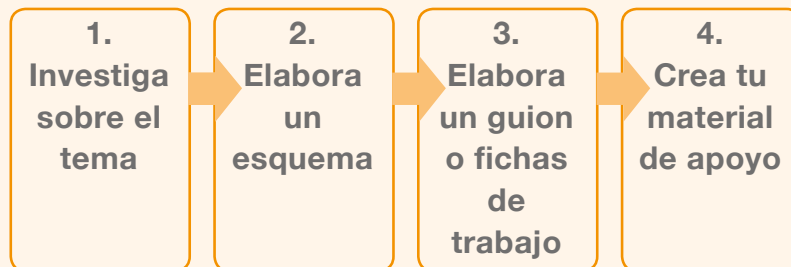 1.
Investiga
sobre el
tema
2.
Elabora
un
esquema
3.
Elabora
un guion
o fichas
de
trabajo
4.
Crea tu
material
de apoyo